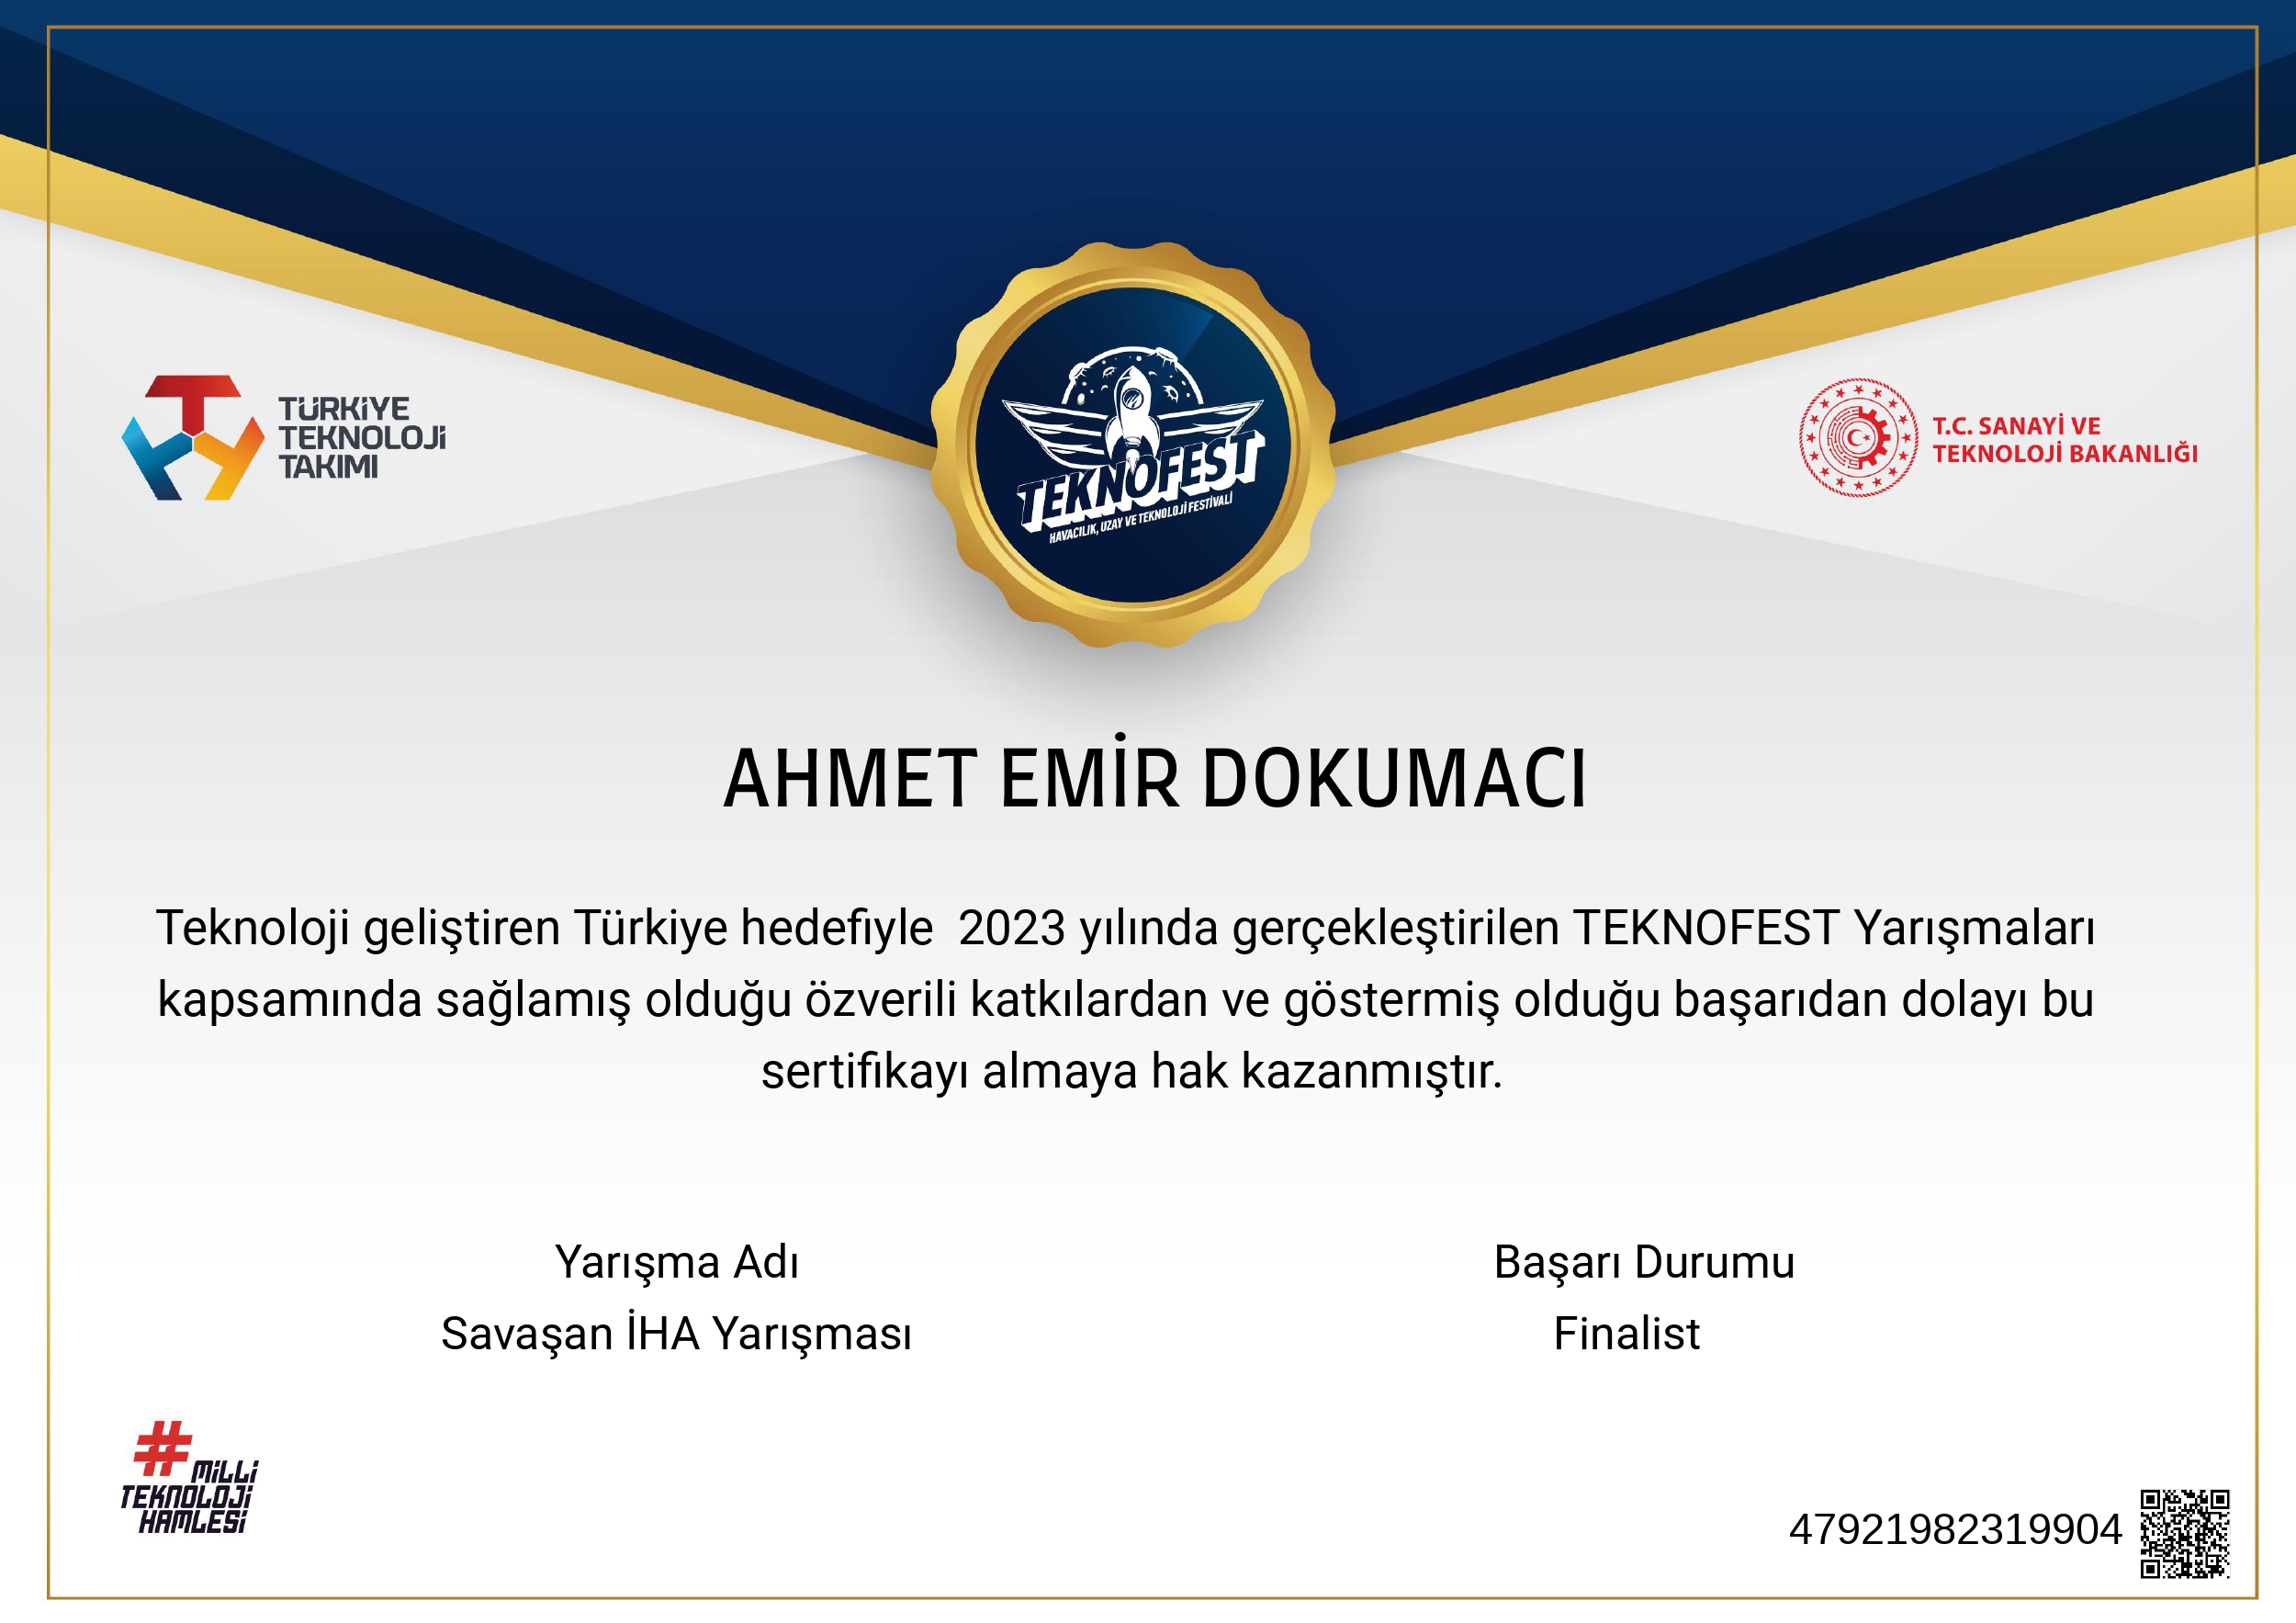 TÜRKİYE
TEKNOLOJİ
TAKIMI
TEKNOFEST
HAVACILIK, UZAY VE TEKNOLOJİ FESTİVALİ
T.C. SANAYİ VE
TEKNOLOJİ BAKANLIĞI
AHMET EMİR DOKUMACI
Teknoloji geliştiren Türkiye hedefiyle  2023 yılında gerçekleştirilen TEKNOFEST Yarışmaları
kapsamında sağlamış olduğu özverili katkılardan ve göstermiş olduğu başarıdan dolayı bu
sertifikayı almaya hak kazanmıştır.
Yarışma Adı
Savaşan İHA Yarışması
Başarı Durumu
Finalist
#MİLLİ
TEKNOLOJİ
HAMLESİ
47921982319904